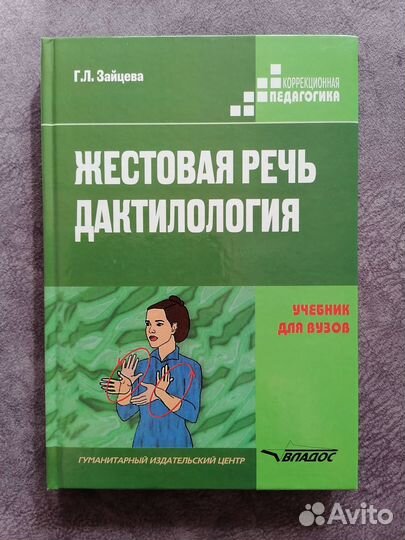 Г.Л. Зайцева
КОРРЕКЦИОННАЯ
ПЕДАГОГИКА
ЖЕСТОВАЯ РЕЧЬ
ДАКТИЛОЛОГИЯ
УЧЕБНИК
ДЛЯ ВУЗОВ
ГУМАНИТАРНЫЙ ИЗДАТЕЛЬСКИЙ ЦЕНТР
ВЛАДОС
Avito